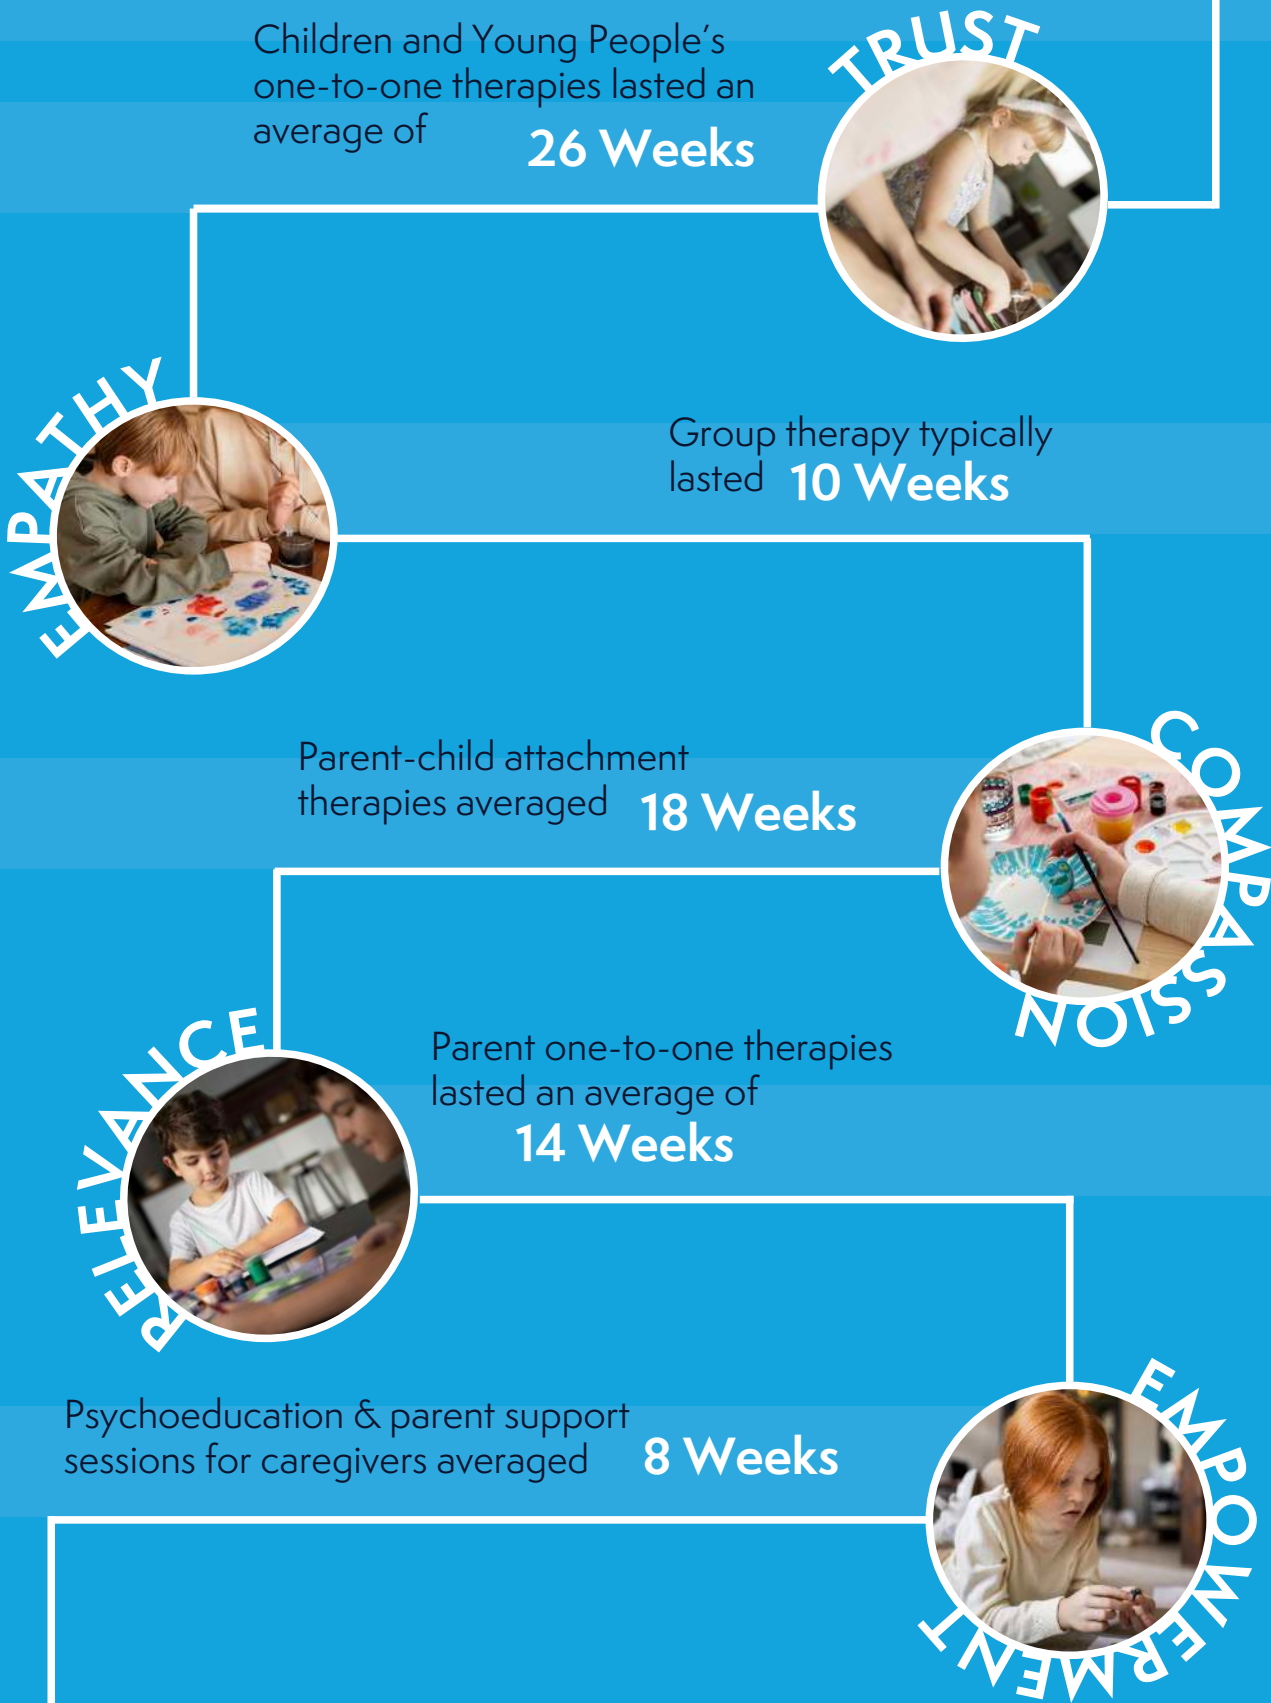 Children and Young People's
one-to-one therapies lasted an
average of 26 Weeks
TRUST
EMPATHY
Group therapy typically
lasted 10 Weeks
COMPASSION
Parent-child attachment
therapies averaged 18 Weeks
RELEVANCE
Parent one-to-one therapies
lasted an average of
14 Weeks
EMPOWERMENT
Psychoeducation & parent support
sessions for caregivers averaged 8 Weeks